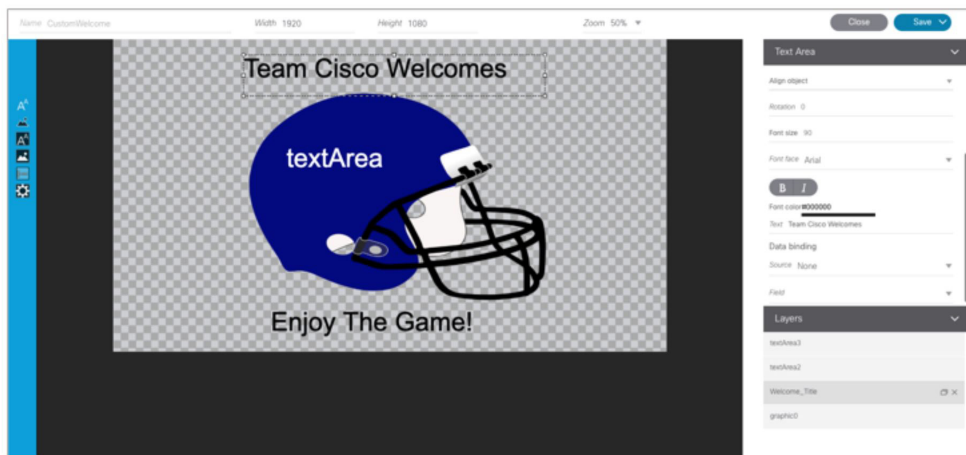 Name CustomWelcome
Width 1920
Height 1080
Zoom 50%
Close
Save
Team Cisco Welcomes
textArea
Enjoy The Game!
Text Area
Align object
Rotation 0
Font size 90
Font face Arial
B I
Font color#000000
Text Team Cisco Welcomes
Data binding
Source None
Field
Layers
textArea3
textArea2
Welcome_Title
graphic0